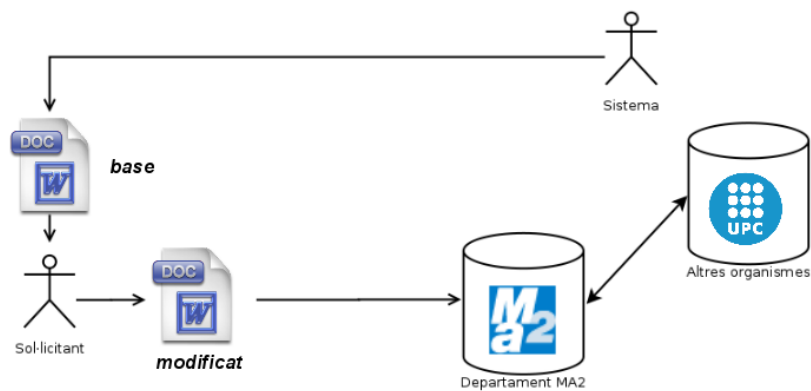 Sistema
DOC
W
base
UPC
Altres organismes
Sol·licitant
DOC
W
modificat
Ma2
Departament MA2